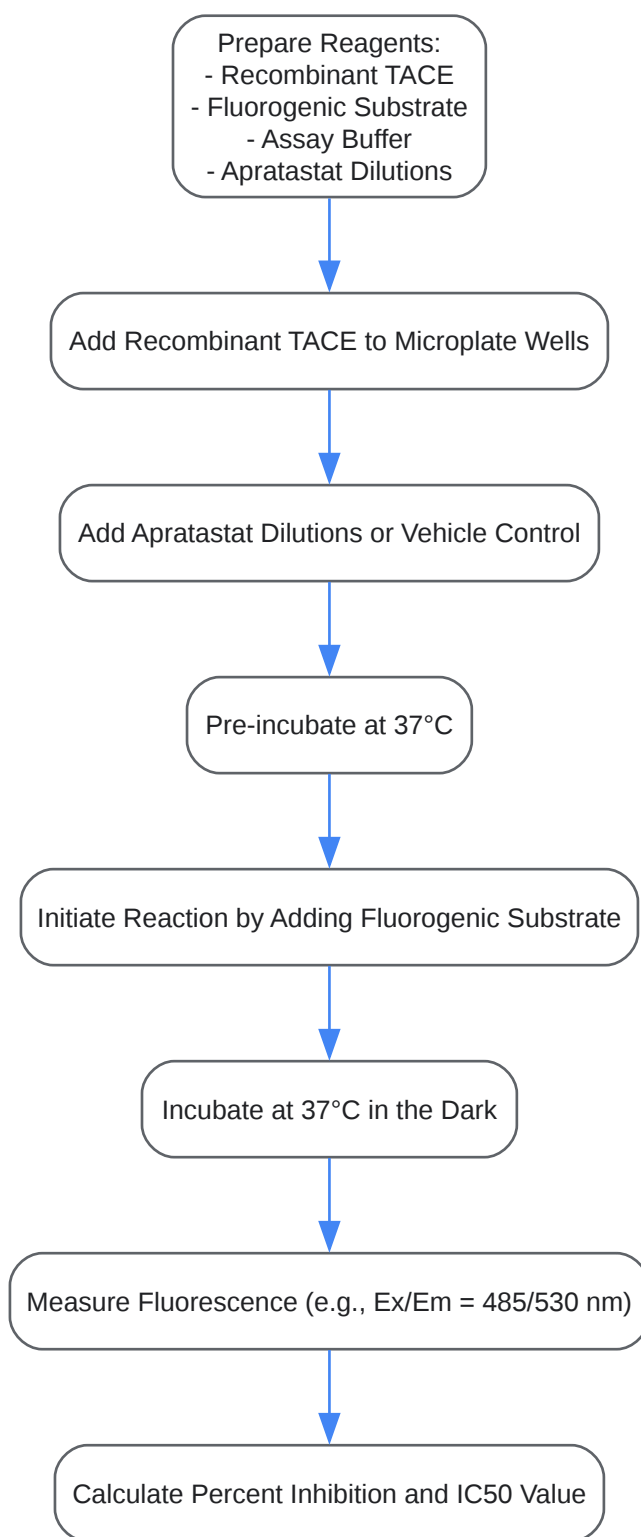 Prepare Reagents:
- Recombinant TACE
- Fluorogenic Substrate
- Assay Buffer
- Apratastat Dilutions
Add Recombinant TACE to Microplate Wells
Add Apratastat Dilutions or Vehicle Control
Pre-incubate at 37°C
Initiate Reaction by Adding Fluorogenic Substrate
Incubate at 37°C in the Dark
Measure Fluorescence (e.g., Ex/Em = 485/530 nm)
Calculate Percent Inhibition and IC50 Value